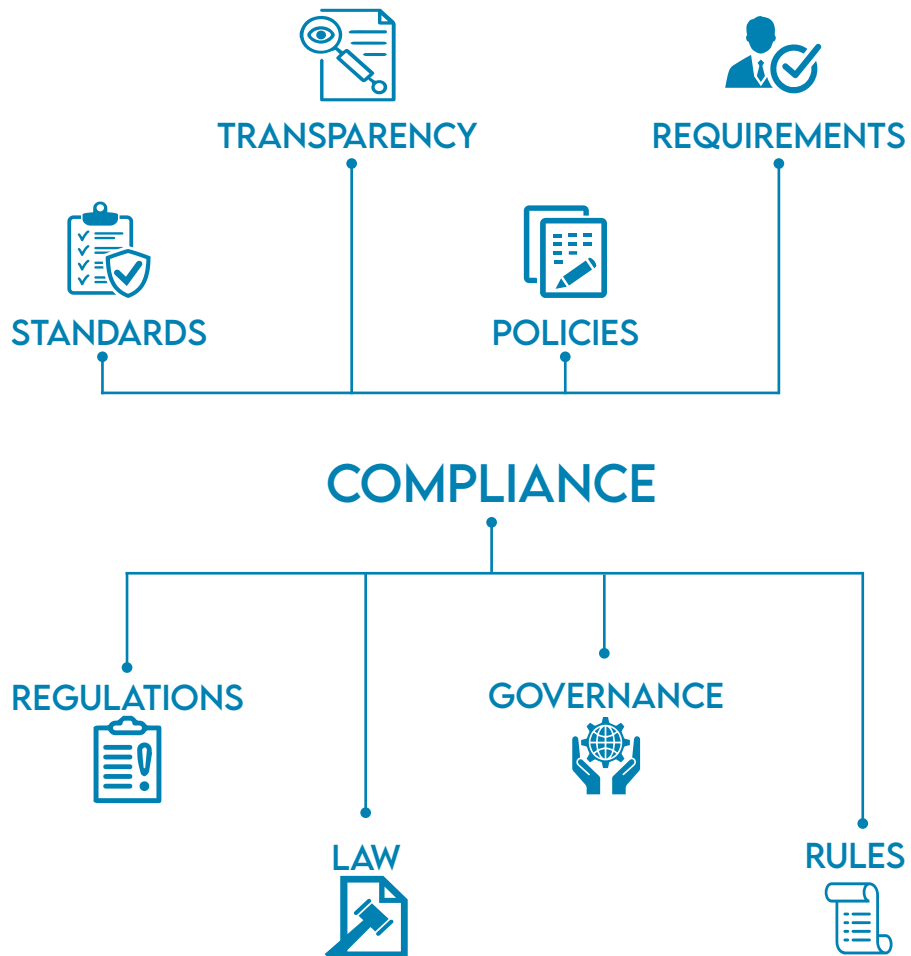 TRANSPARENCY
REQUIREMENTS
STANDARDS
POLICIES
COMPLIANCE
REGULATIONS
GOVERNANCE
LAW
RULES